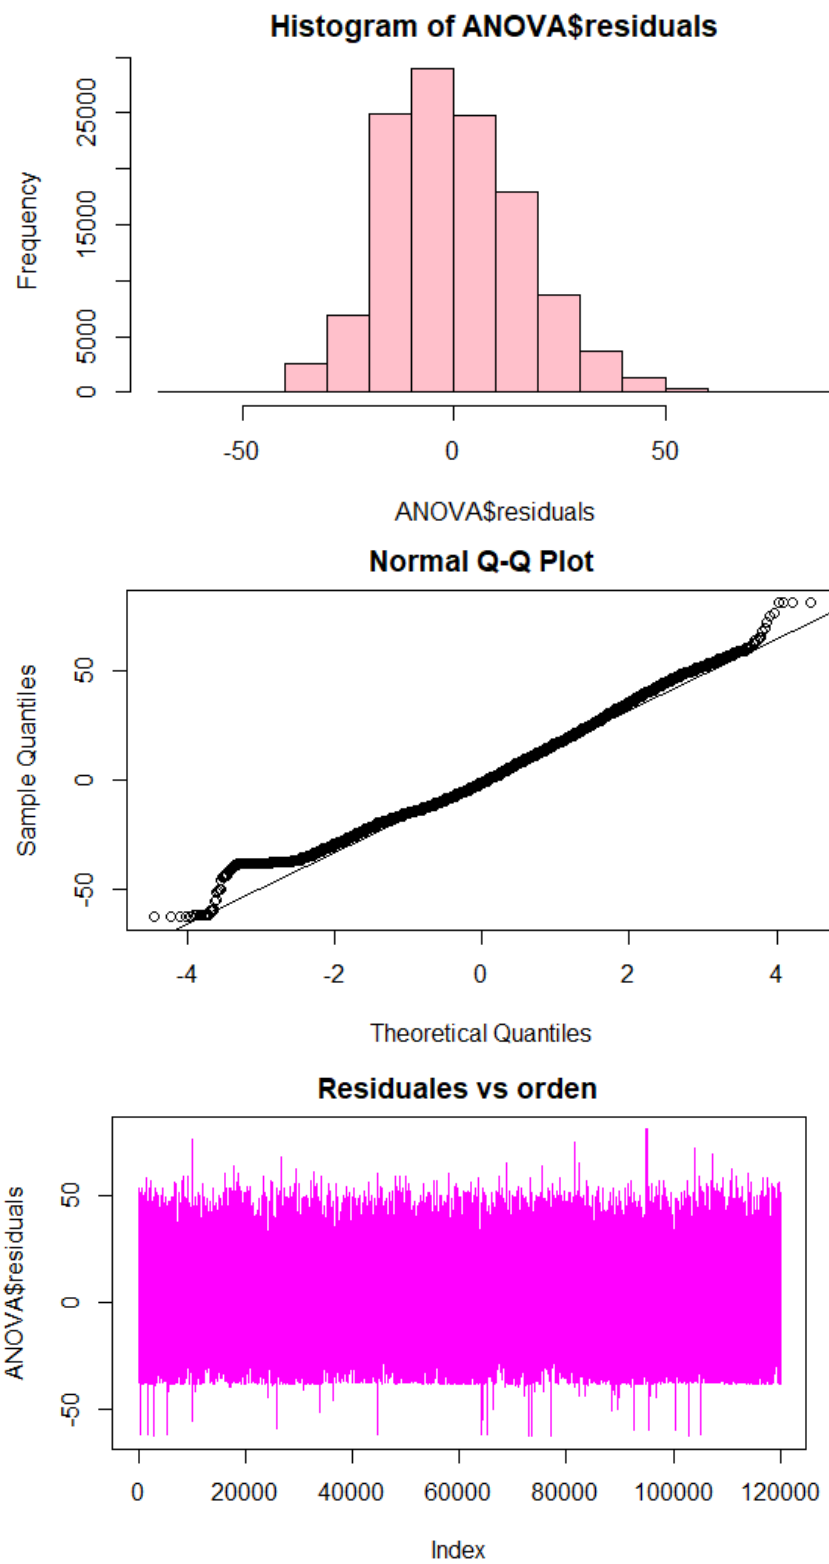 Histogram of ANOVA$residuals
Frequency
0
5000
15000
25000
-50
0
50
ANOVA$residuals
Normal Q-Q Plot
Sample Quantiles
-50
0
50
-4
-2
0
2
4
Theoretical Quantiles
Residuales vs orden
ANOVA$residuals
-50
0
50
0
20000
40000
60000
80000
100000
120000
Index